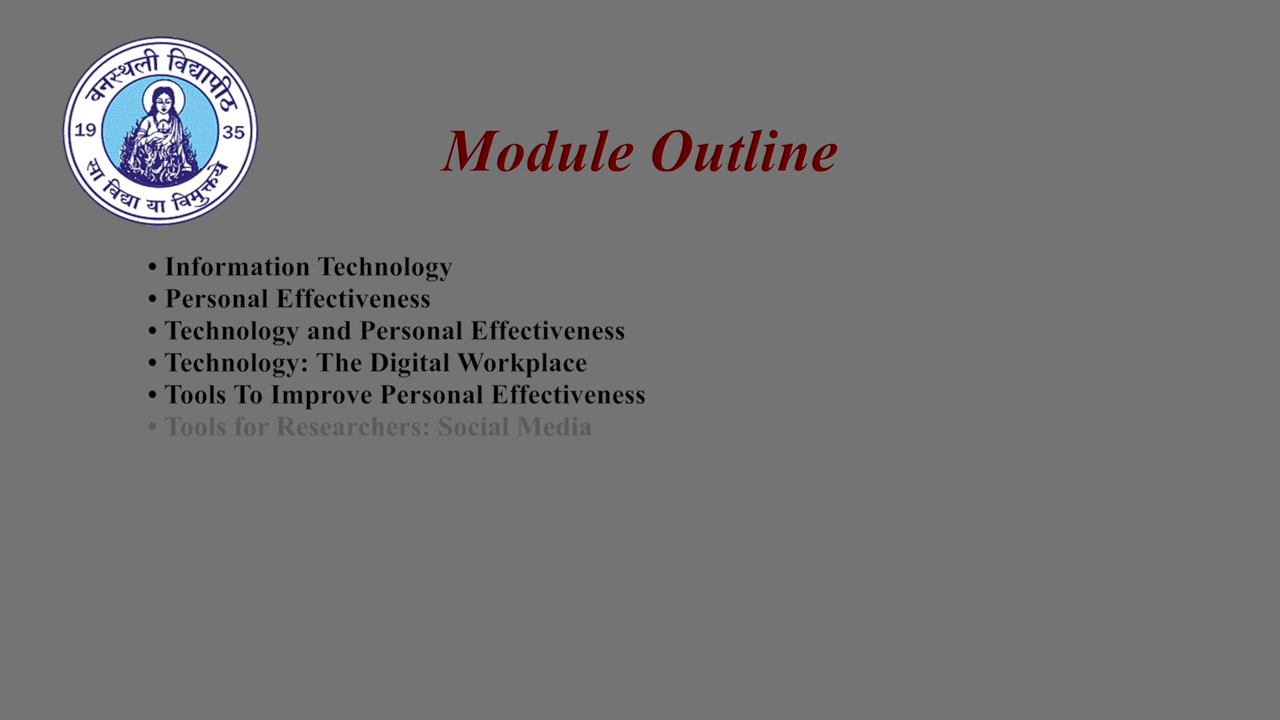 वनस्थली विद्यापीठ
19 35
सा विद्या या विमुक्तये
Module Outline
• Information Technology
• Personal Effectiveness
• Technology and Personal Effectiveness
• Technology: The Digital Workplace
• Tools To Improve Personal Effectiveness
• Tools for Researchers: Social Media